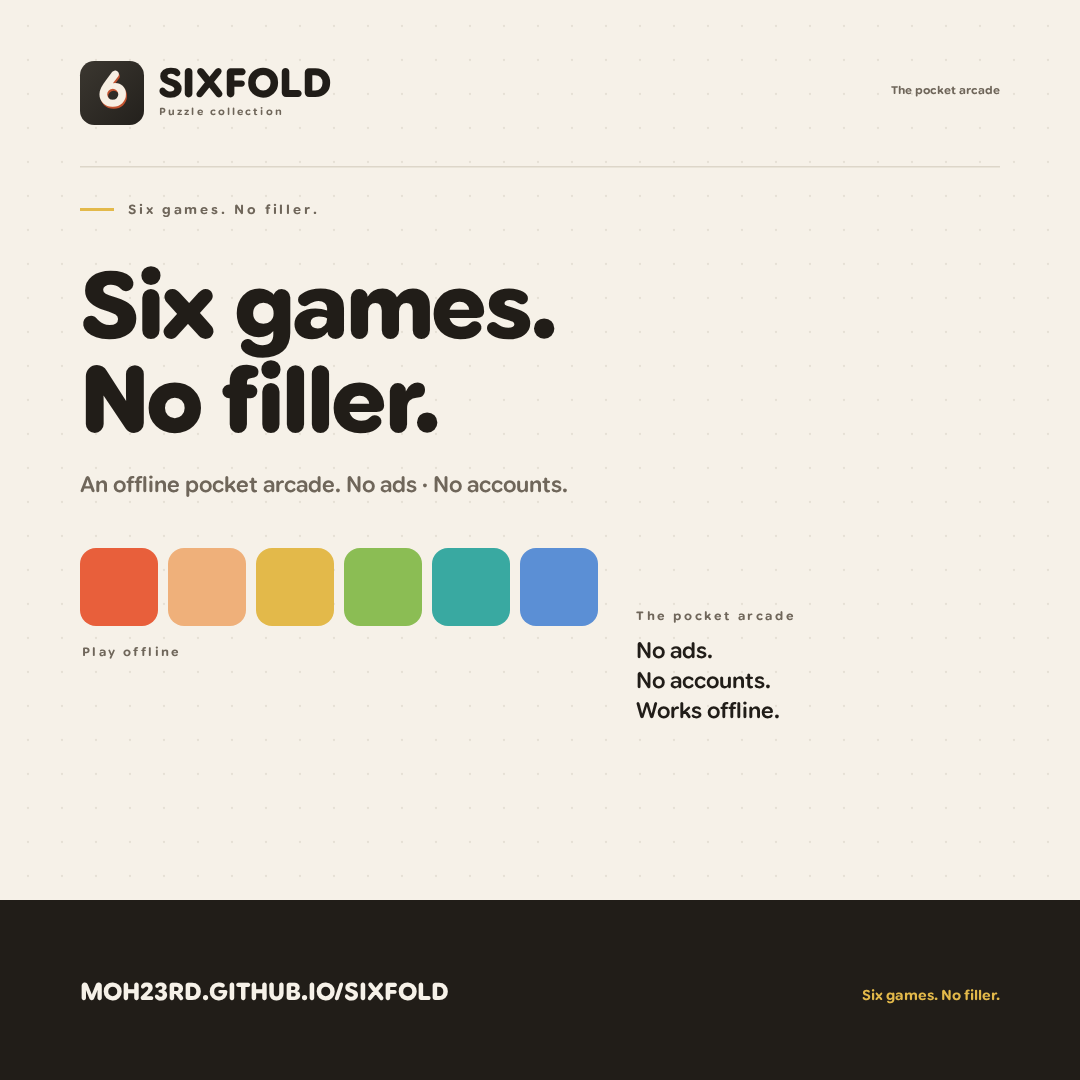 6
SIXFOLD
Puzzle collection
The pocket arcade
Six games. No filler.
Six games.
No filler.
An offline pocket arcade. No ads · No accounts.
Play offline
The pocket arcade
No ads.
No accounts.
Works offline.
MOH23RD.GITHUB.IO/SIXFOLD
Six games. No filler.